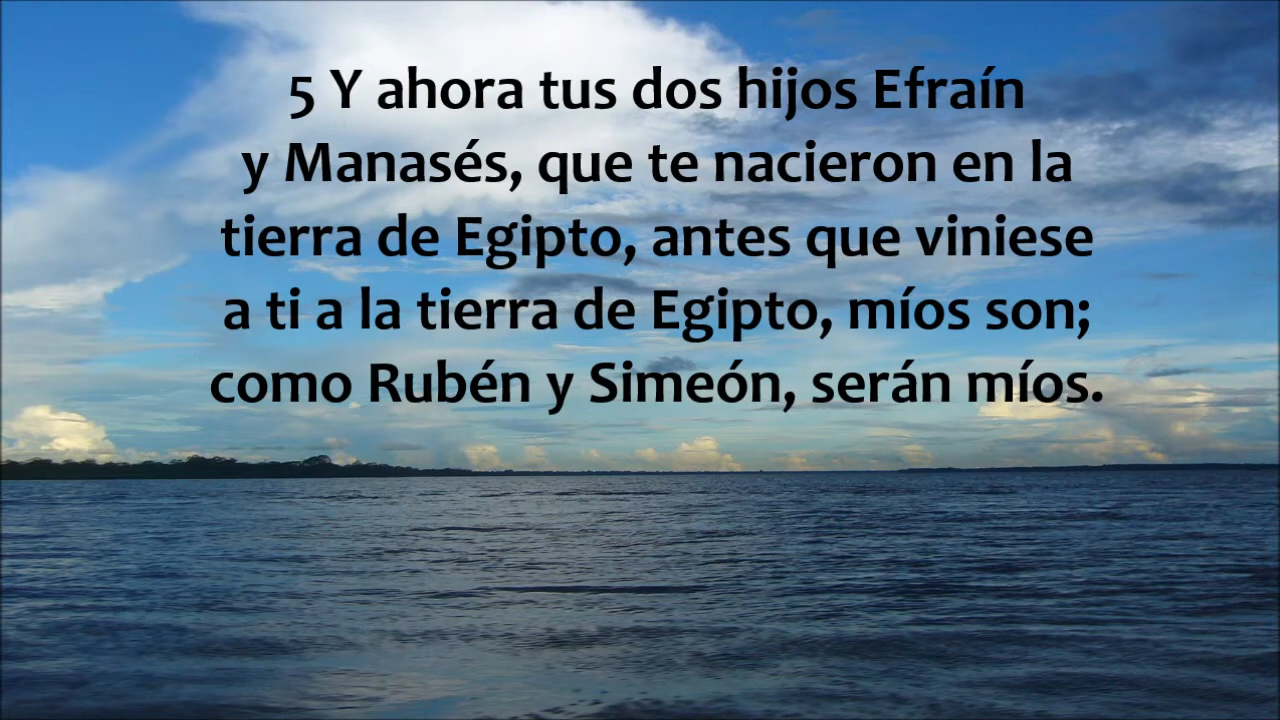 5 Y ahora tus dos hijos Efraín
y Manasés, que te nacieron en la
tierra de Egipto, antes que viniese
a ti a la tierra de Egipto, míos son;
como Rubén y Simeón, serán míos.